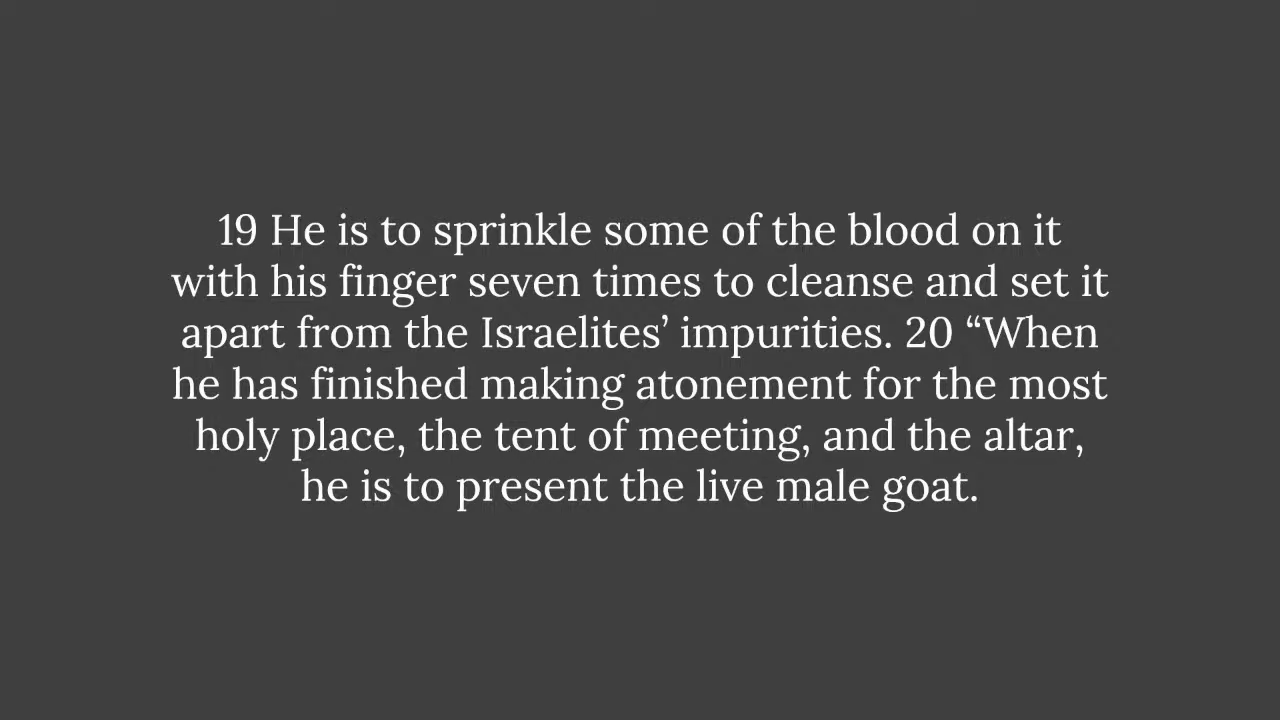 19 He is to sprinkle some of the blood on it
with his finger seven times to cleanse and set it
apart from the Israelites’ impurities. 20 “When
he has finished making atonement for the most
holy place, the tent of meeting, and the altar,
he is to present the live male goat.